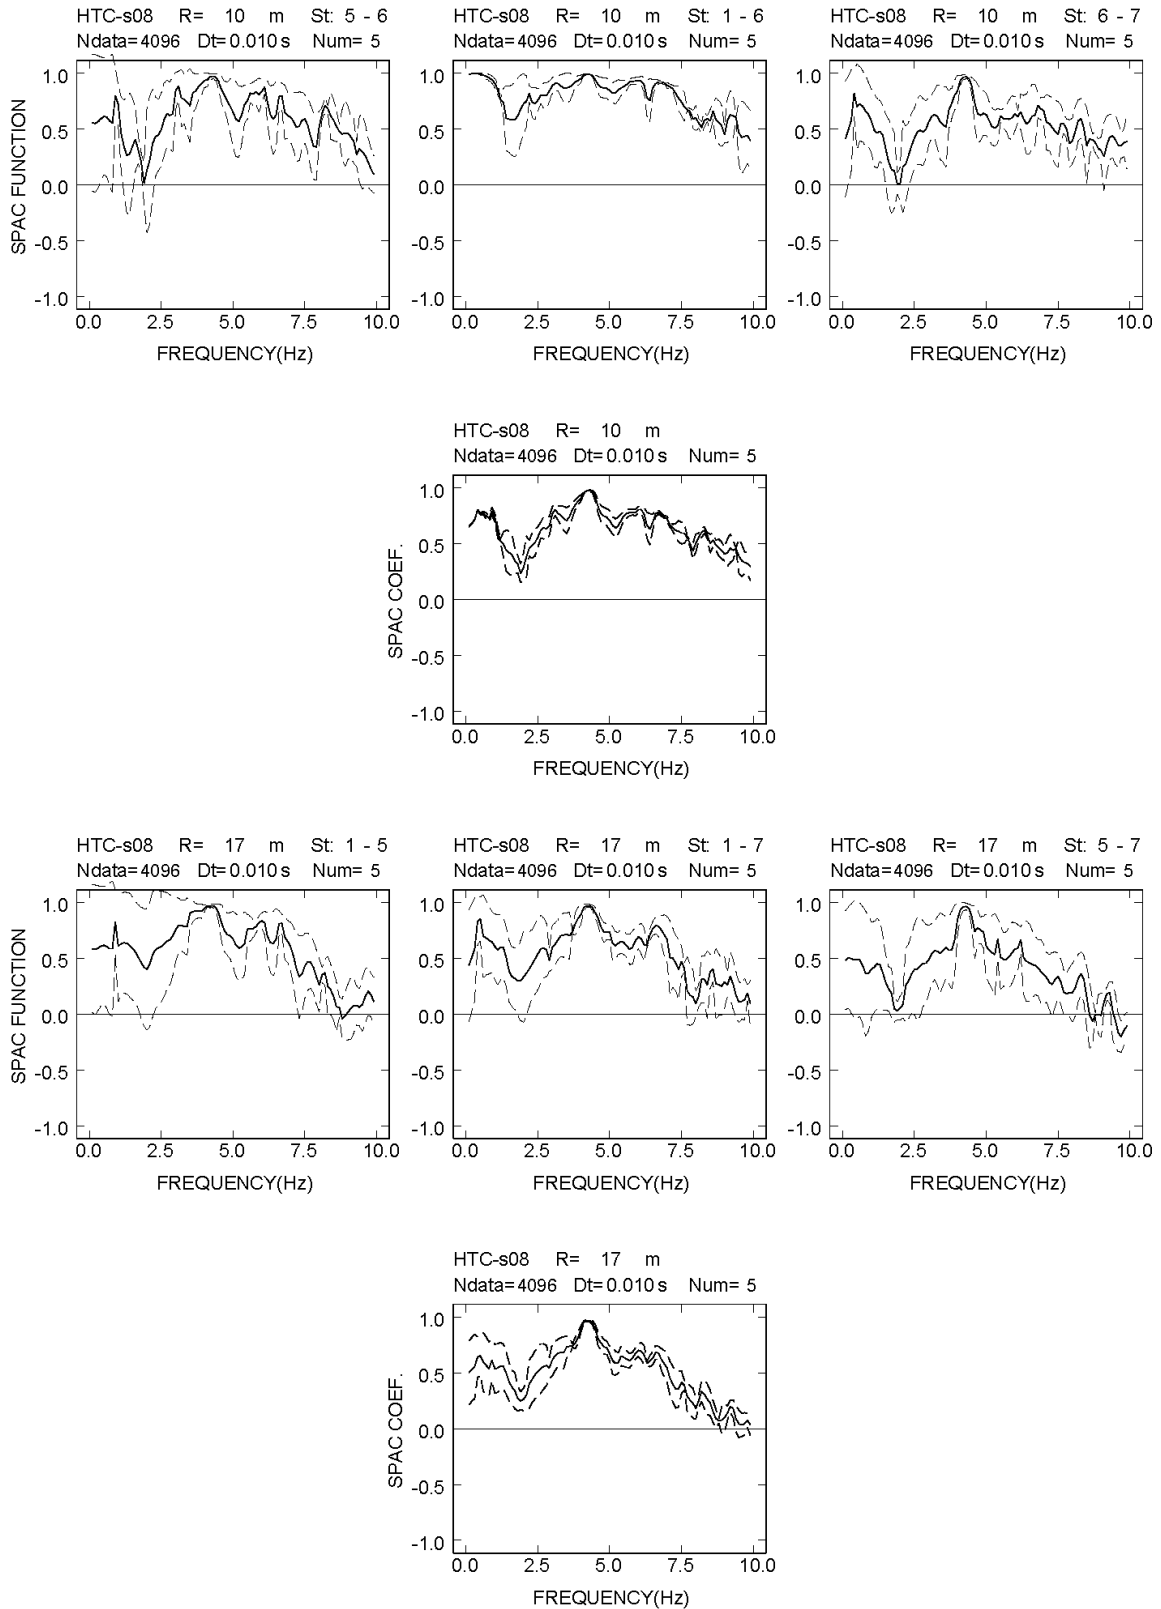 HTC-s08 R= 10 m St: 5 - 6
Ndata=4096 Dt=0.010 s Num= 5
SPAC FUNCTION
1.0
0.5
0.0
-0.5
-1.0
0.0 2.5 5.0 7.5 10.0
FREQUENCY(Hz)
HTC-s08 R= 10 m St: 1 - 6
Ndata=4096 Dt=0.010 s Num= 5
1.0
0.5
0.0
-0.5
-1.0
0.0 2.5 5.0 7.5 10.0
FREQUENCY(Hz)
HTC-s08 R= 10 m St: 6 - 7
Ndata=4096 Dt=0.010 s Num= 5
1.0
0.5
0.0
-0.5
-1.0
0.0 2.5 5.0 7.5 10.0
FREQUENCY(Hz)
HTC-s08 R= 10 m
Ndata=4096 Dt=0.010 s Num= 5
SPAC COEF.
1.0
0.5
0.0
-0.5
-1.0
0.0 2.5 5.0 7.5 10.0
FREQUENCY(Hz)
HTC-s08 R= 17 m St: 1 - 5
Ndata=4096 Dt=0.010 s Num= 5
SPAC FUNCTION
1.0
0.5
0.0
-0.5
-1.0
0.0 2.5 5.0 7.5 10.0
FREQUENCY(Hz)
HTC-s08 R= 17 m St: 1 - 7
Ndata=4096 Dt=0.010 s Num= 5
1.0
0.5
0.0
-0.5
-1.0
0.0 2.5 5.0 7.5 10.0
FREQUENCY(Hz)
HTC-s08 R= 17 m St: 5 - 7
Ndata=4096 Dt=0.010 s Num= 5
1.0
0.5
0.0
-0.5
-1.0
0.0 2.5 5.0 7.5 10.0
FREQUENCY(Hz)
HTC-s08 R= 17 m
Ndata=4096 Dt=0.010 s Num= 5
SPAC COEF.
1.0
0.5
0.0
-0.5
-1.0
0.0 2.5 5.0 7.5 10.0
FREQUENCY(Hz)